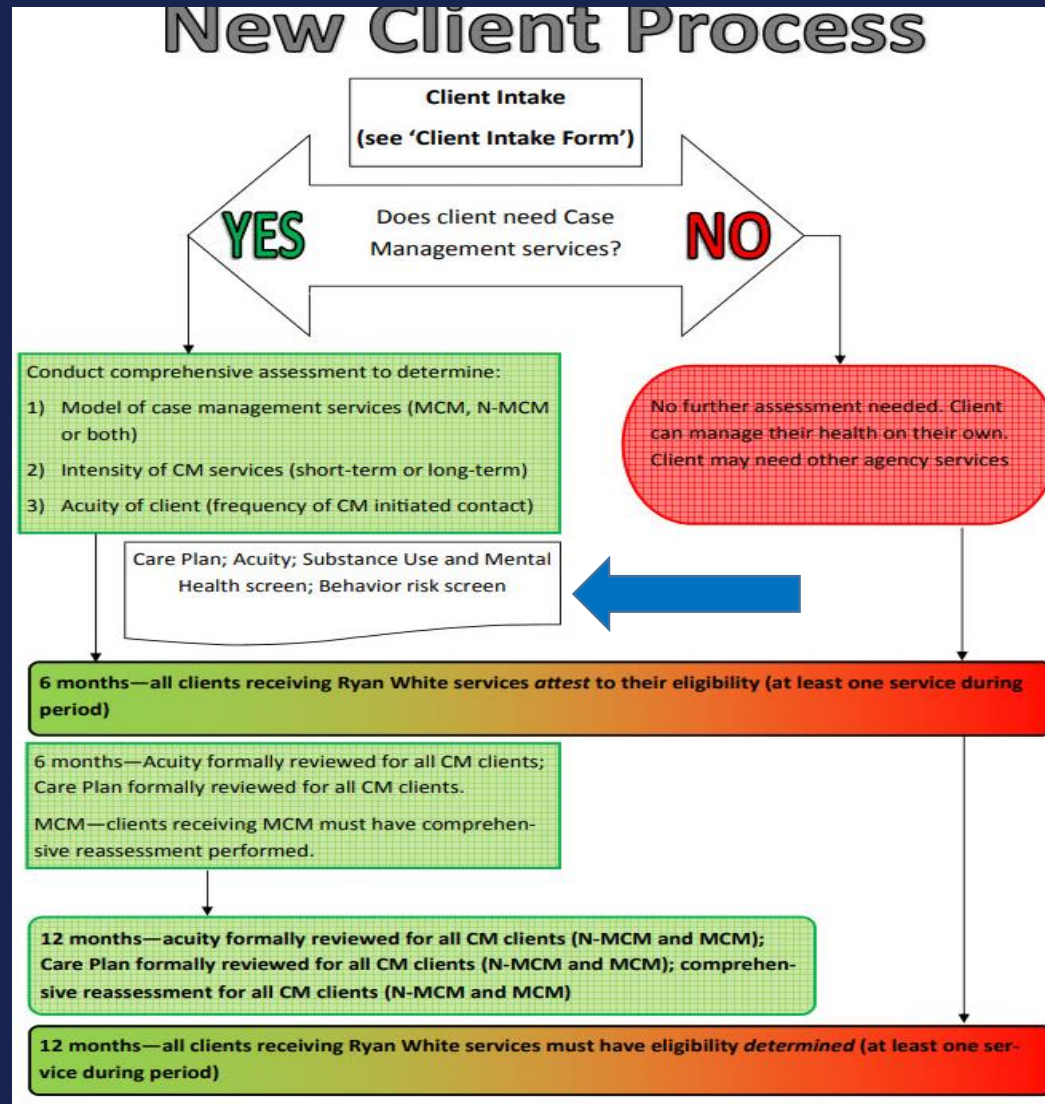 New Client Process
Client Intake
(see ‘Client Intake Form’)
YES
Does client need Case
Management services?
NO
Conduct comprehensive assessment to determine:
1) Model of case management services (MCM, N-MCM
or both)
2) Intensity of CM services (short-term or long-term)
3) Acuity of client (frequency of CM initiated contact)
No further assessment needed. Client
can manage their health on their own.
Client may need other agency services
Care Plan; Acuity; Substance Use and Mental
Health screen; Behavior risk screen
6 months—all clients receiving Ryan White services attest to their eligibility (at least one service during
period)
6 months—Acuity formally reviewed for all CM clients;
Care Plan formally reviewed for all CM clients.
MCM—clients receiving MCM must have comprehen-
sive reassessment performed.
12 months—acuity formally reviewed for all CM clients (N-MCM and MCM);
Care Plan formally reviewed for all CM clients (N-MCM and MCM); comprehen-
sive reassessment for all CM clients (N-MCM and MCM)
12 months—all clients receiving Ryan White services must have eligibility determined (at least one ser-
vice during period)